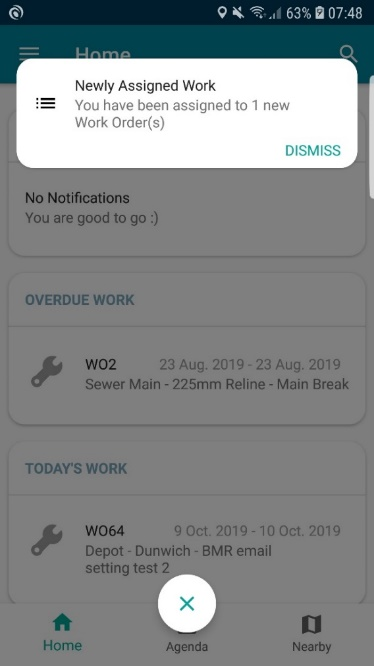 63% 07:48
Home
Newly Assigned Work
You have been assigned to 1 new
Work Order(s)
DISMISS
No Notifications
You are good to go :)
OVERDUE WORK
WO2 23 Aug. 2019 - 23 Aug. 2019
Sewer Main - 225mm Reline - Main Break
TODAY'S WORK
WO64 9 Oct. 2019 - 10 Oct. 2019
Depot - Dunwich - BMR email
setting test 2
Home Agenda Nearby